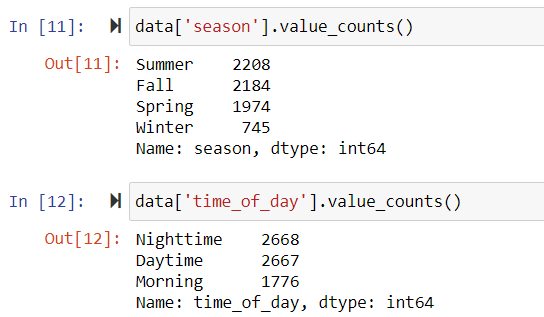 In [11]: data['season'].value_counts()
Out[11]: Summer    2208
Fall      2184
Spring    1974
Winter     745
Name: season, dtype: int64
In [12]: data['time_of_day'].value_counts()
Out[12]: Nighttime    2668
Daytime      2667
Morning      1776
Name: time_of_day, dtype: int64